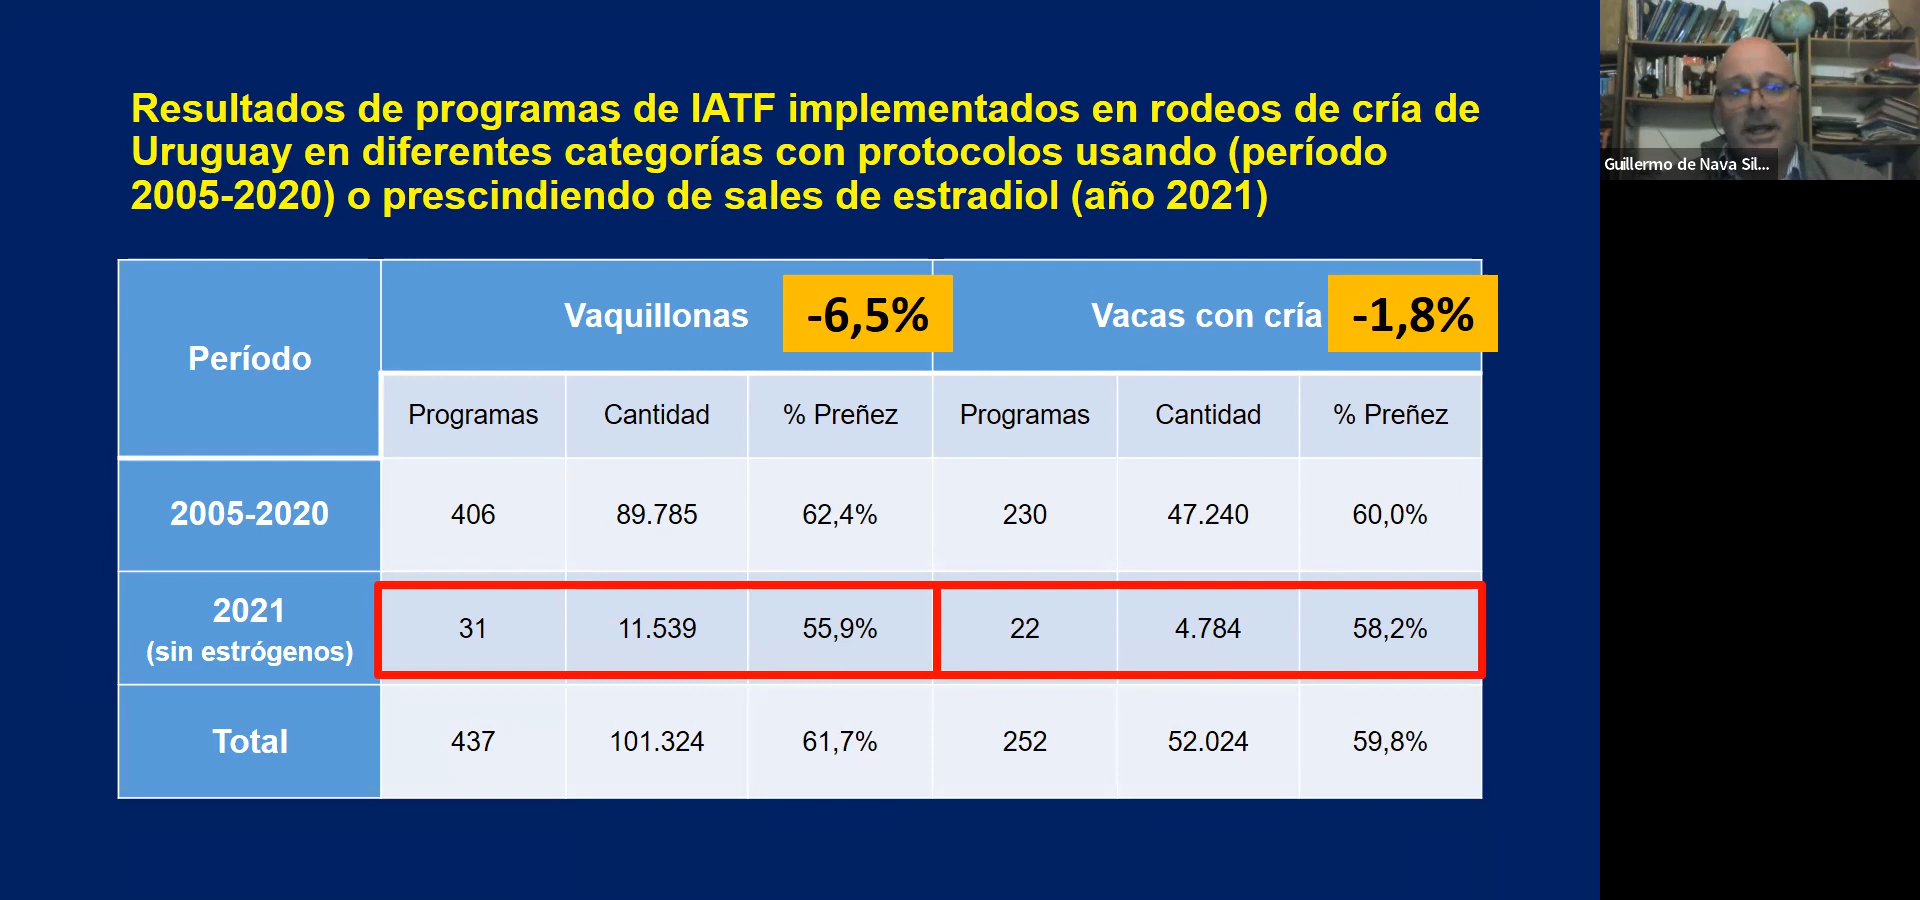 Resultados de programas de IATF implementados en rodeos de cría de
Uruguay en diferentes categorías con protocolos usando (período
2005-2020) o prescindiendo de sales de estradiol (año 2021)
Guillermo de Nava Sil...
Período
Vaquillonas
-6,5%
Vacas con cría
-1,8%
Programas Cantidad % Preñez Programas Cantidad % Preñez
2005-2020 406 89.785 62,4% 230 47.240 60,0%
2021
(sin estrógenos)
31 11.539 55,9% 22 4.784 58,2%
Total 437 101.324 61,7% 252 52.024 59,8%